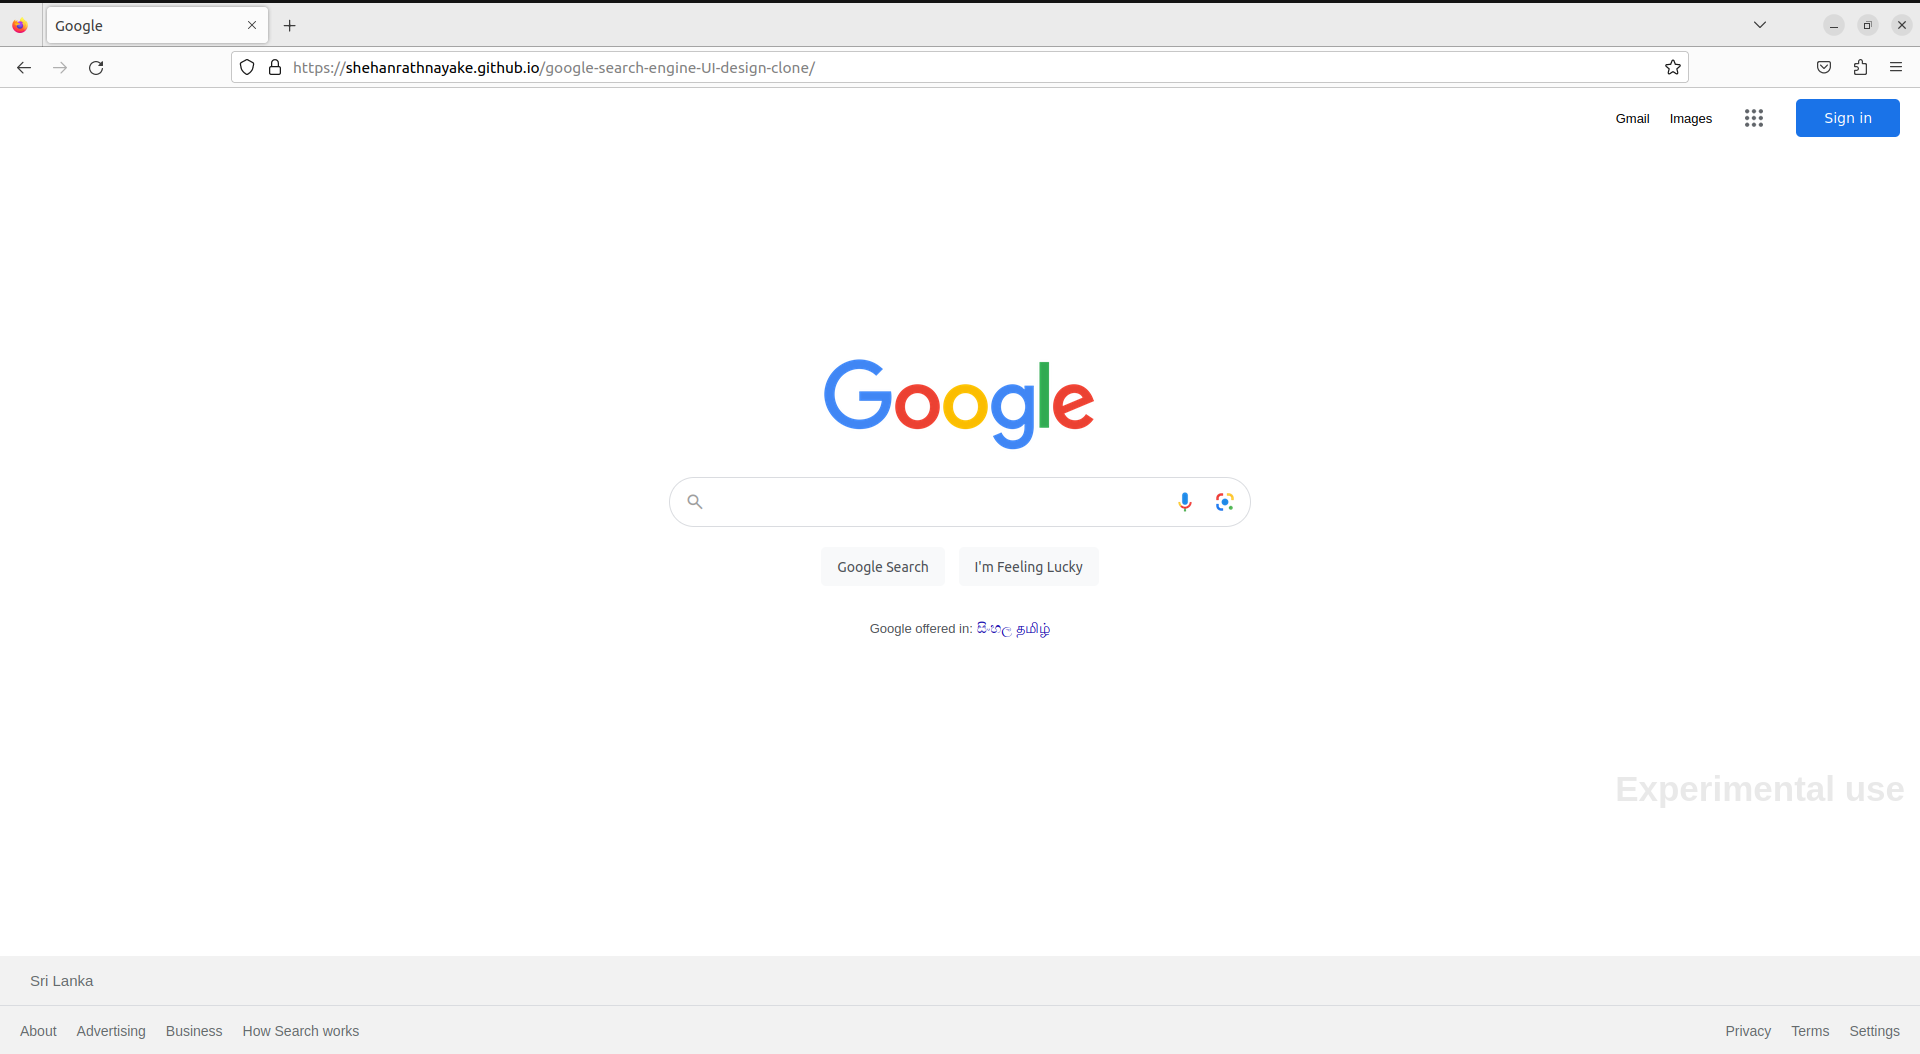 Google
https://shehanrathnayake.github.io/google-search-engine-UI-design-clone/
Gmail Images Sign in
Google
Google Search I'm Feeling Lucky
Google offered in: සිංහල தமிழ்
Experimental use
Sri Lanka
About Advertising Business How Search works Privacy Terms Settings